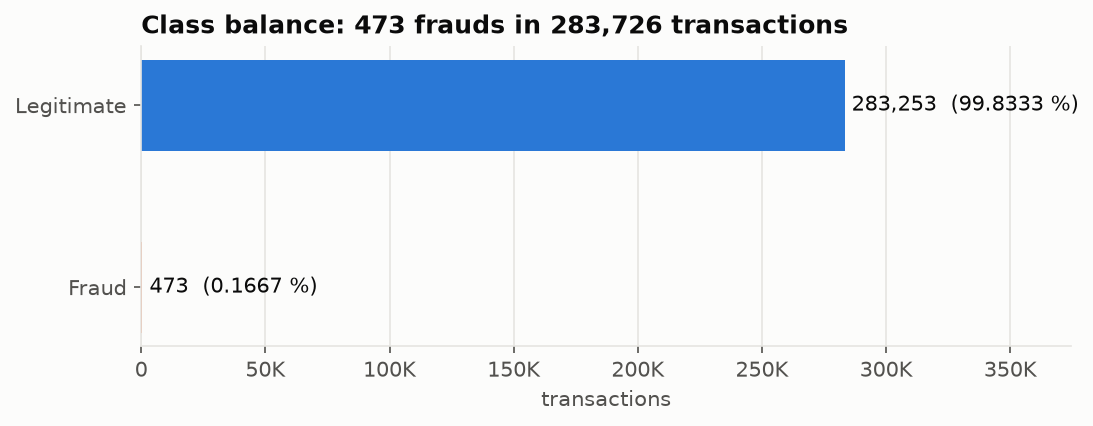 Class balance: 473 frauds in 283,726 transactions
Legitimate
283,253 (99.8333 %)
Fraud
473 (0.1667 %)
0 50K 100K 150K 200K 250K 300K 350K
transactions